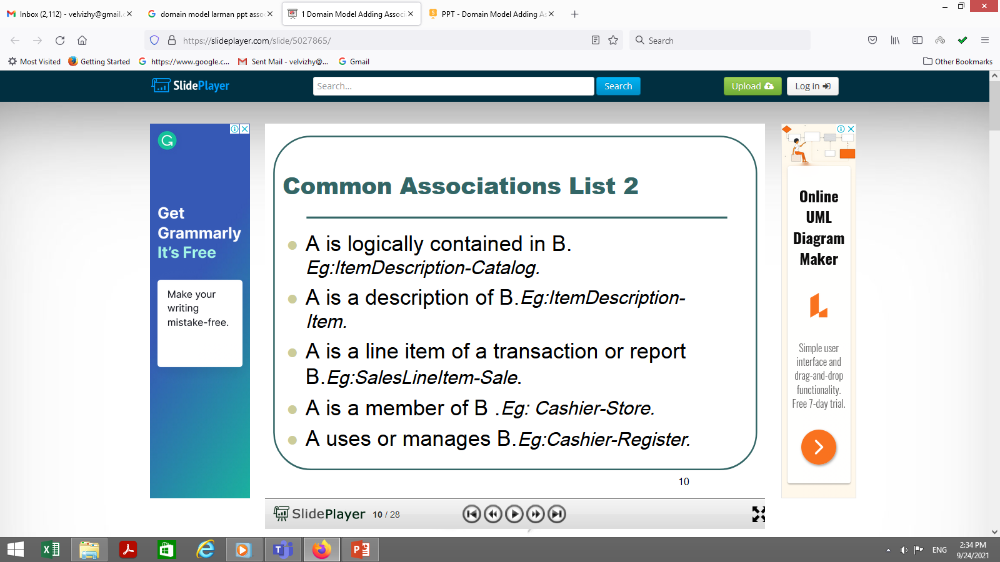 Inbox (2,112) - velvizhy@gmail.c
domain model larman ppt asso
1 Domain Model Adding Associ
PPT - Domain Model Adding As
https://slideplayer.com/slide/5027865/
Search
Most Visited
Getting Started
https://www.google.c...
Sent Mail - velvizhy@...
Gmail
Other Bookmarks
SlidePlayer
Search...
Search
Upload
Log in
Get
Grammarly
It's Free
Make your
writing
mistake-free.
Common Associations List 2
A is logically contained in B.
Eg:ItemDescription-Catalog.
A is a description of B.Eg:ItemDescription-
Item.
A is a line item of a transaction or report
B.Eg:SalesLineItem-Sale.
A is a member of B .Eg: Cashier-Store.
A uses or manages B.Eg:Cashier-Register.
10
Online
UML
Diagram
Maker
Simple user
interface and
drag-and-drop
functionality.
Free 7-day trial.
SlidePlayer 10 / 28
ENG
2:34 PM
9/24/2021